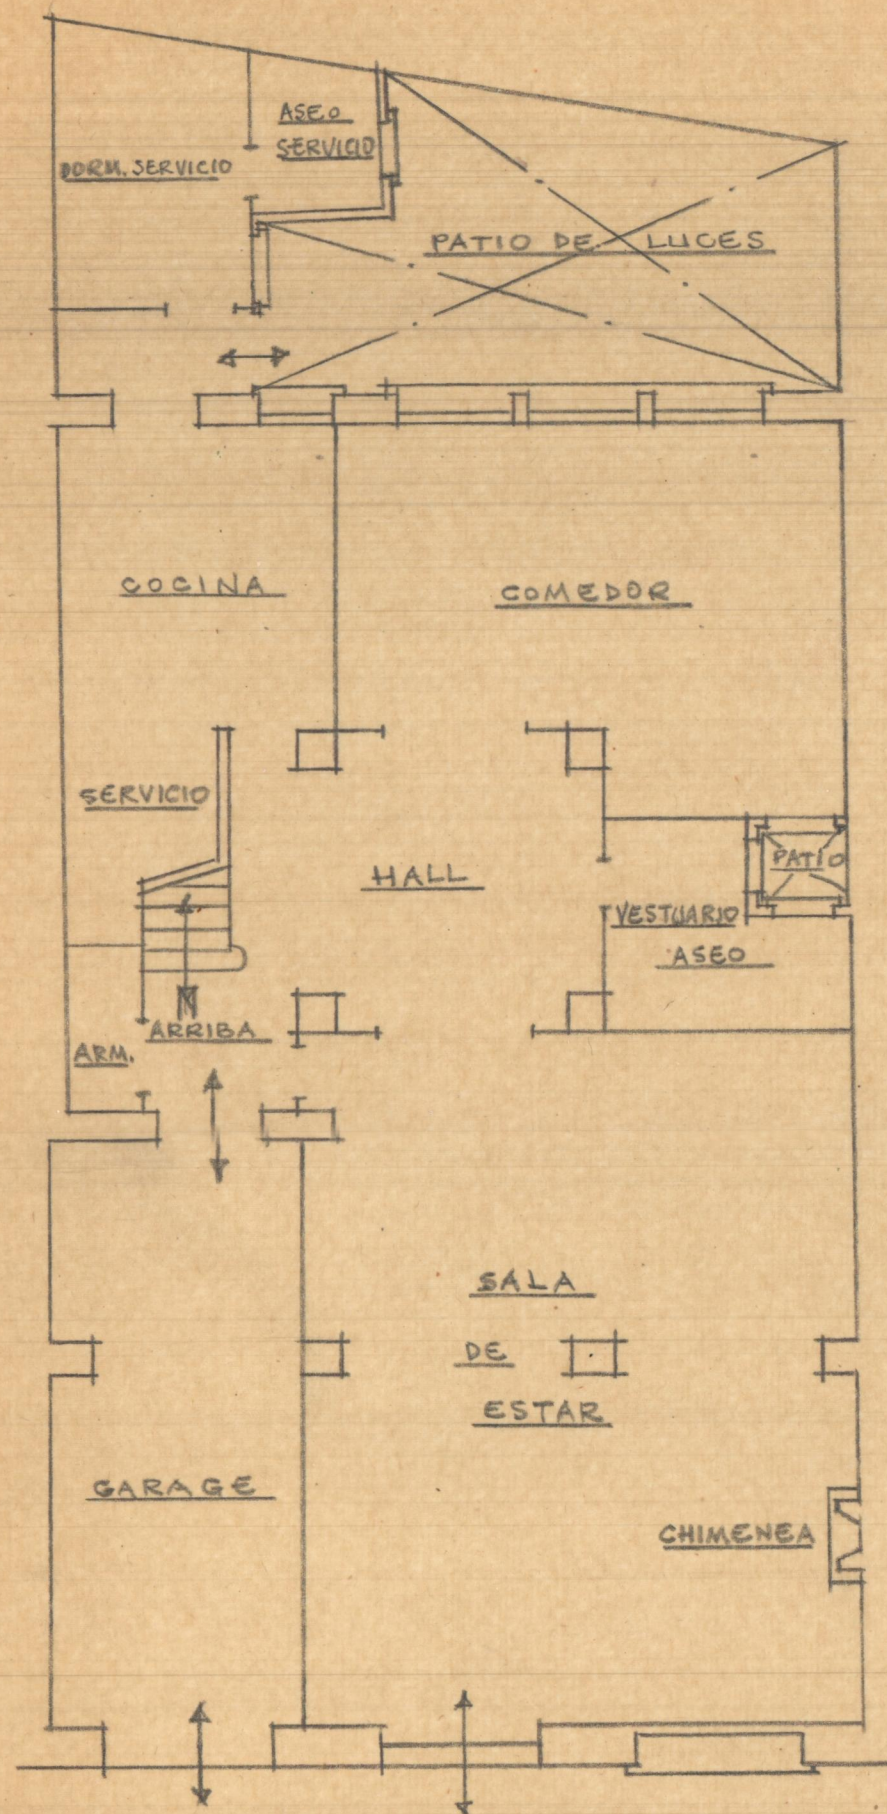 ASEO
SERVICIO
DORM. SERVICIO
PATIO DE LUCES
COCINA
COMEDOR
SERVICIO
HALL
PATIO
VESTUARIO
ASEO
ARRIBA
ARM.
SALA
DE
ESTAR
GARAGE
CHIMENEA